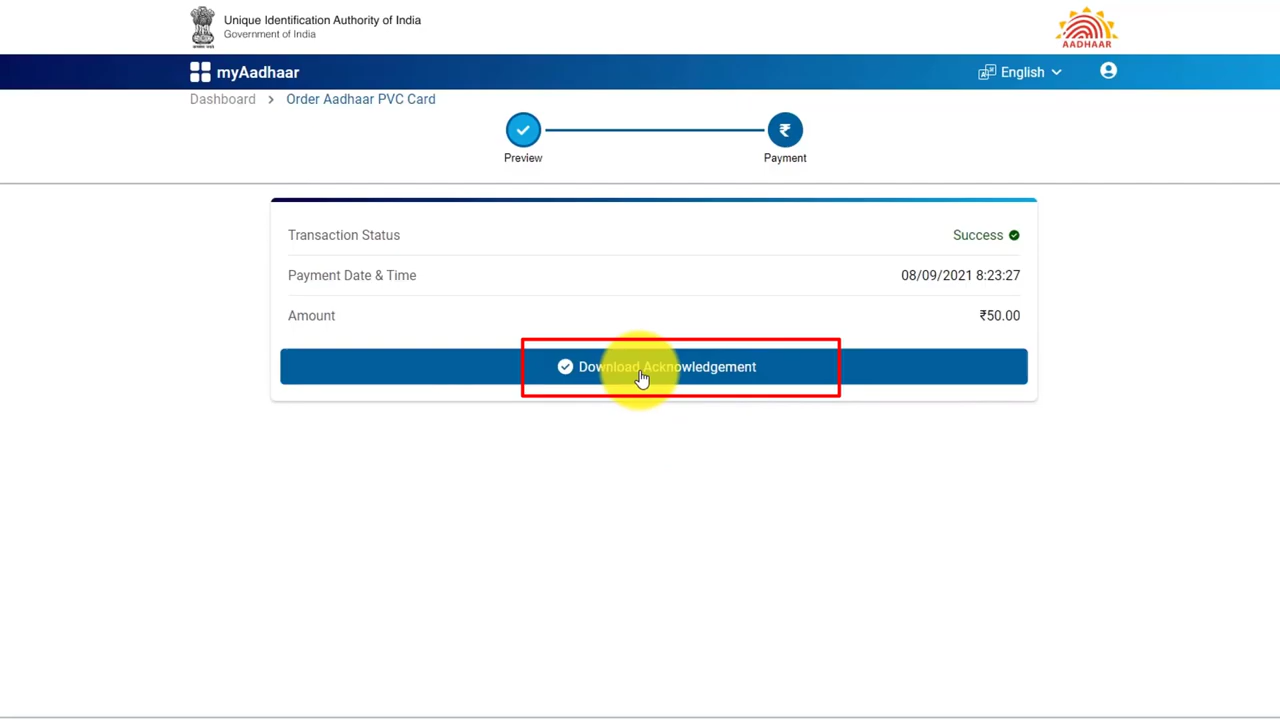 Unique Identification Authority of India
Government of India
AADHAAR
myAadhaar
English
Dashboard > Order Aadhaar PVC Card
₹
Preview
Payment
Transaction Status Success
Payment Date & Time 08/09/2021 8:23:27
Amount ₹50.00
Download Acknowledgement